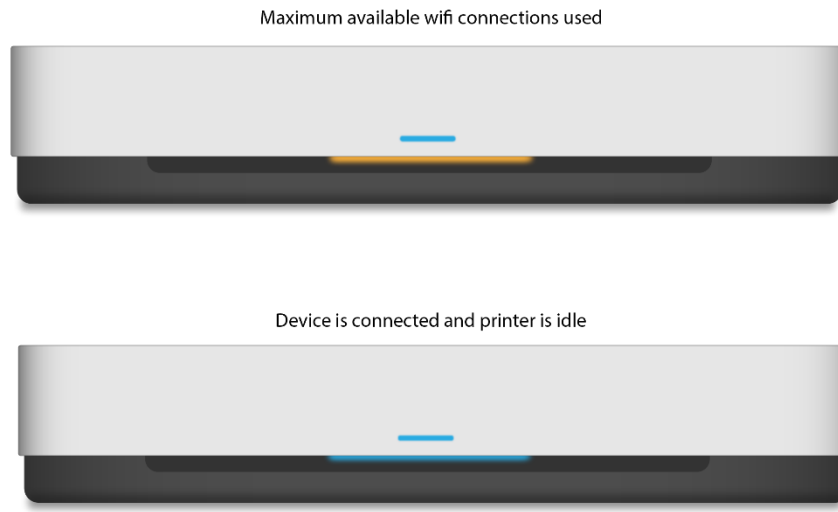 Maximum available wifi connections used
Device is connected and printer is idle